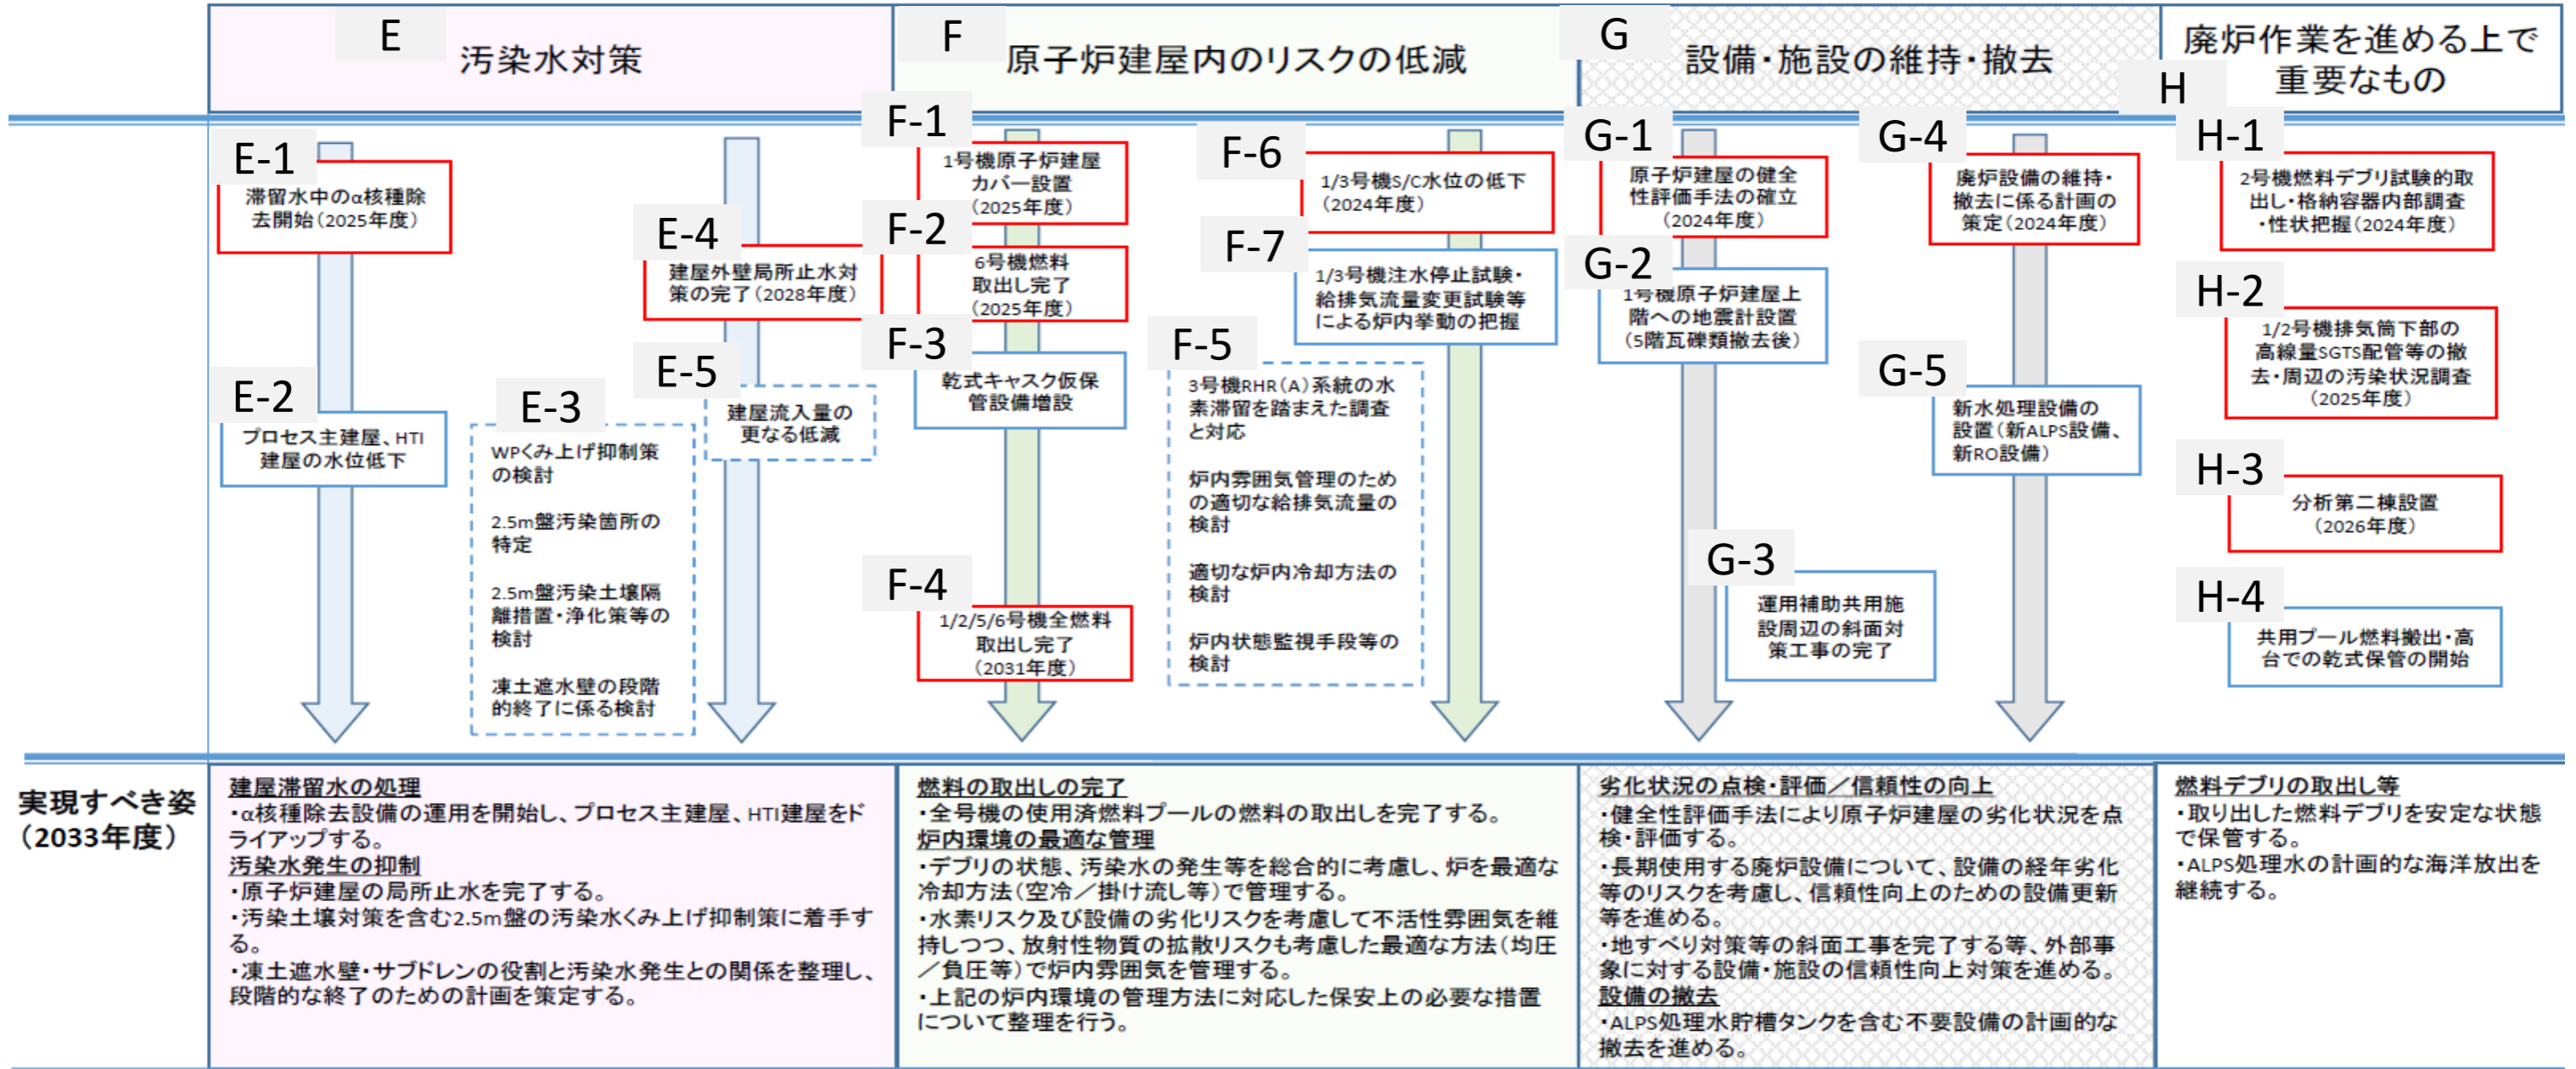 E
汚染水対策
F
原子炉建屋内のリスクの低減
G
設備・施設の維持・撤去
廃炉作業を進める上で
重要なもの
H
E-1
滞留水中のα核種除
去開始(2025年度)
E-2
プロセス主建屋、HTI
建屋の水位低下
E-3
WPくみ上げ抑制策
の検討
2.5m盤汚染箇所の
特定
2.5m盤汚染土壌隔
離措置・浄化策等の
検討
凍土遮水壁の段階
的終了に係る検討
E-4
建屋外壁局所止水対
策の完了(2028年度)
E-5
建屋流入量の
更なる低減
F-1
1号機原子炉建屋
カバー設置
(2025年度)
F-2
6号機燃料
取出し完了
(2025年度)
F-3
乾式キャスク仮保
管設備増設
F-4
1/2/5/6号機全燃料
取出し完了
(2031年度)
F-6
1/3号機S/C水位の低下
(2024年度)
F-7
1/3号機注水停止試験・
給排気流量変更試験等
による炉内挙動の把握
F-5
3号機RHR(A)系統の水
素滞留を踏まえた調査
と対応
炉内雰囲気管理のため
の適切な給排気流量の
検討
適切な炉内冷却方法の
検討
炉内状態監視手段等の
検討
G-1
原子炉建屋の健全
性評価手法の確立
(2024年度)
G-2
1号機原子炉建屋上
階への地震計設置
(5階瓦礫類撤去後)
G-3
運用補助共用施
設周辺の斜面対
策工事の完了
G-4
廃炉設備の維持・
撤去に係る計画の
策定(2024年度)
G-5
新水処理設備の
設置(新ALPS設備、
新RO設備)
H-1
2号機燃料デブリ試験的取
出し・格納容器内部調査
・性状把握(2024年度)
H-2
1/2号機排気筒下部の
高線量SGTS配管等の撤
去・周辺の汚染状況調査
(2025年度)
H-3
分析第二棟設置
(2026年度)
H-4
共用プール燃料搬出・高
台での乾式保管の開始
実現すべき姿
(2033年度)
建屋滞留水の処理
・α核種除去設備の運用を開始し、プロセス主建屋、HTI建屋をド
ライアップする。
汚染水発生の抑制
・原子炉建屋の局所止水を完了する。
・汚染土壌対策を含む2.5m盤の汚染水くみ上げ抑制策に着手す
る。
・凍土遮水壁・サブドレンの役割と汚染水発生との関係を整理し、
段階的な終了のための計画を策定する。
燃料の取出しの完了
・全号機の使用済燃料プールの燃料の取出しを完了する。
炉内環境の最適な管理
・デブリの状態、汚染水の発生等を総合的に考慮し、炉を最適な
冷却方法(空冷／掛け流し等)で管理する。
・水素リスク及び設備の劣化リスクを考慮して不活性雰囲気を維
持しつつ、放射性物質の拡散リスクも考慮した最適な方法(均圧
／負圧等)で炉内雰囲気を管理する。
・上記の炉内環境の管理方法に対応した保安上の必要な措置
について整理を行う。
劣化状況の点検・評価／信頼性の向上
・健全性評価手法により原子炉建屋の劣化状況を点
検・評価する。
・長期使用する廃炉設備について、設備の経年劣化
等のリスクを考慮し、信頼性向上のための設備更新
等を進める。
・地すべり対策等の斜面工事を完了する等、外部事
象に対する設備・施設の信頼性向上対策を進める。
設備の撤去
・ALPS処理水貯槽タンクを含む不要設備の計画的な
撤去を進める。
燃料デブリの取出し等
・取り出した燃料デブリを安定な状態
で保管する。
・ALPS処理水の計画的な海洋放出を
継続する。